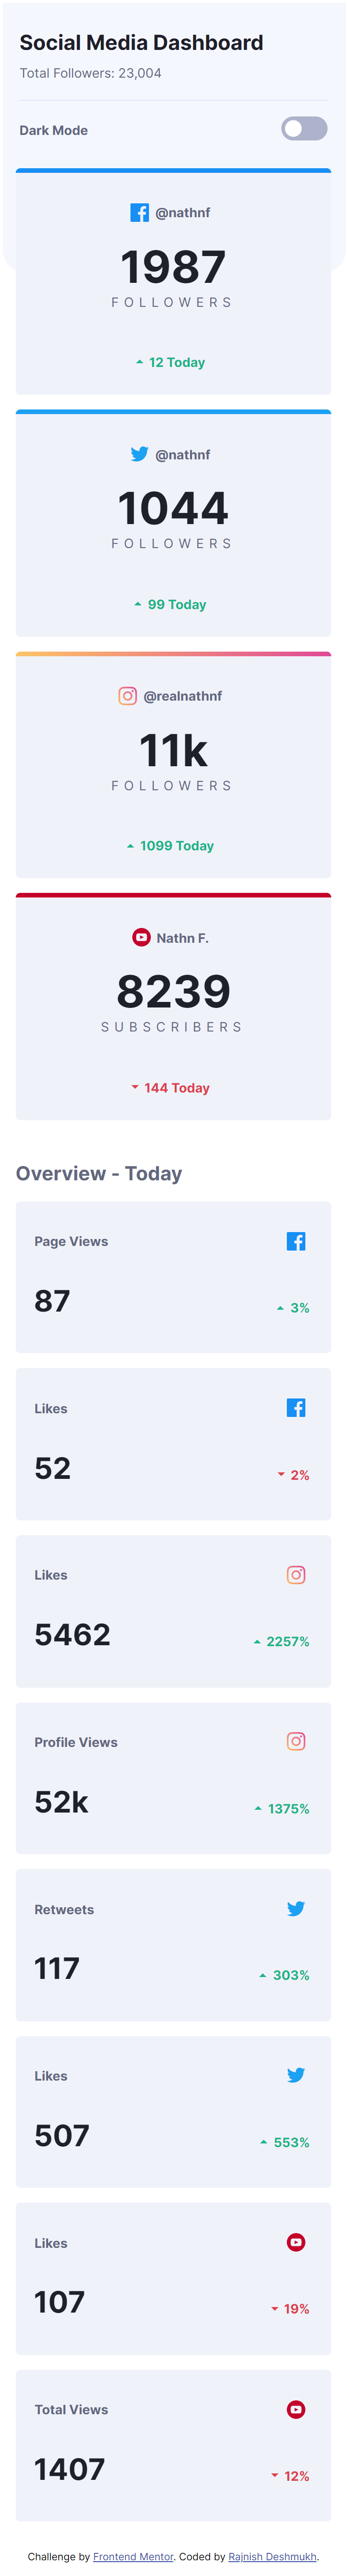 Social Media Dashboard
Total Followers: 23,004
Dark Mode
@nathnf
1987
FOLLOWERS
12 Today
@nathnf
1044
FOLLOWERS
99 Today
@realnathnf
11k
FOLLOWERS
1099 Today
Nathn F.
8239
SUBSCRIBERS
144 Today
Overview - Today
Page Views
87
3%
Likes
52
2%
Likes
5462
2257%
Profile Views
52k
1375%
Retweets
117
303%
Likes
507
553%
Likes
107
19%
Total Views
1407
12%
Challenge by Frontend Mentor. Coded by Rajnish Deshmukh.